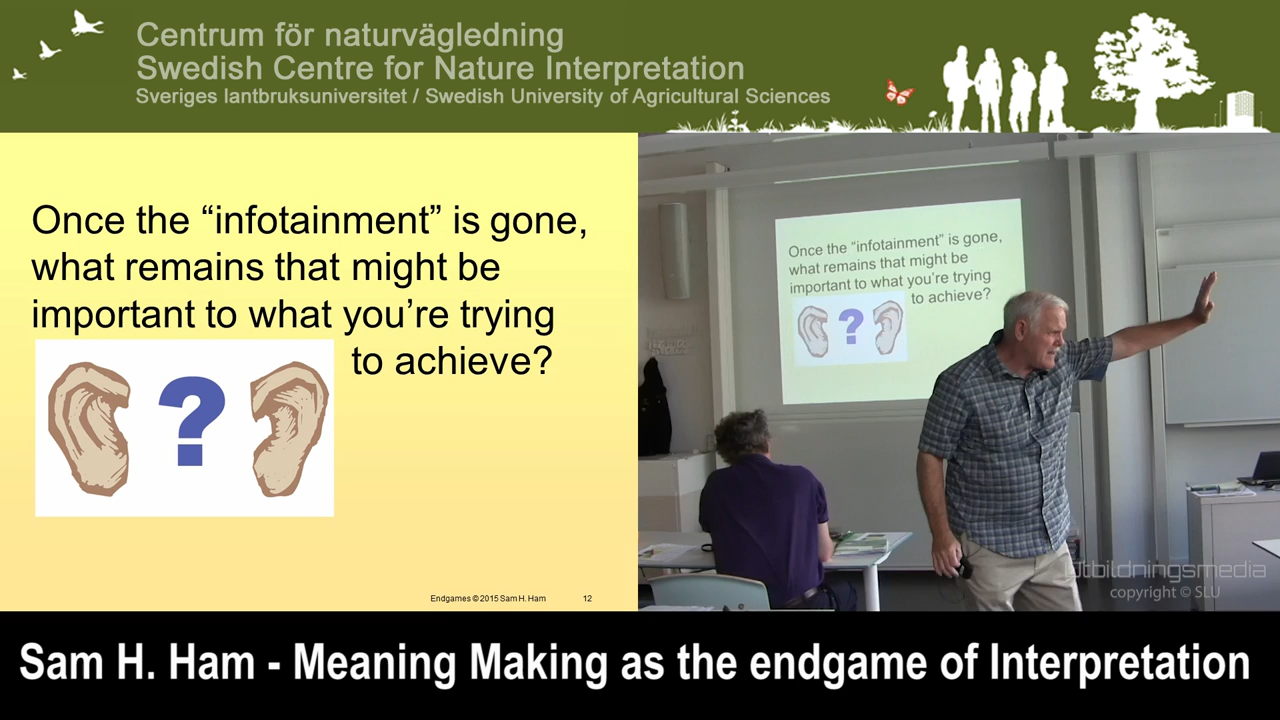 Centrum för naturvägledning
Swedish Centre for Nature Interpretation
Sveriges lantbruksuniversitet / Swedish University of Agricultural Sciences
Once the “infotainment” is gone,
what remains that might be
important to what you’re trying
to achieve?
?
Endgames © 2015 Sam H. Ham 12
Once the “infotainment” is gone,
what remains that might be
important to what you’re trying
to achieve?
?
Utbildningsmedia
copyright © SLU
Sam H. Ham - Meaning Making as the endgame of Interpretation